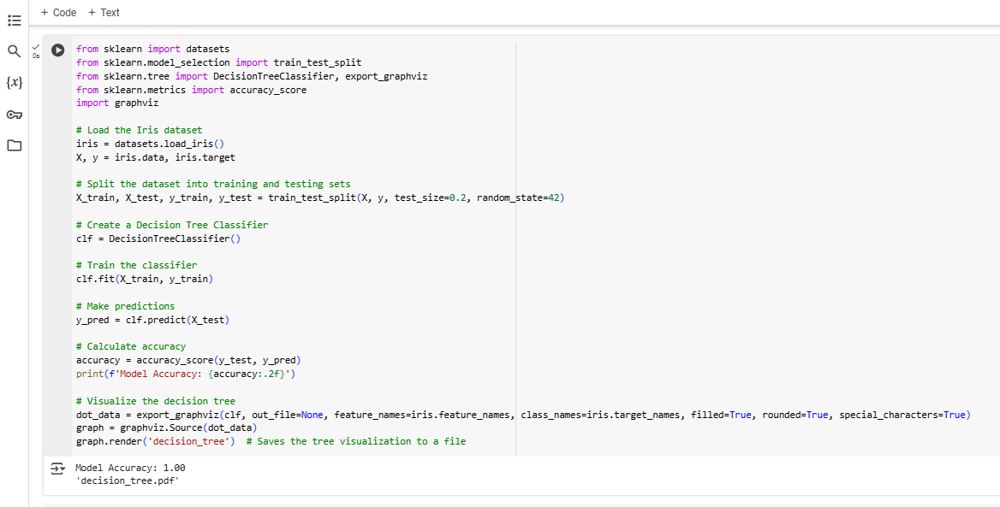 + Code + Text
{x}
0s
from sklearn import datasets
from sklearn.model_selection import train_test_split
from sklearn.tree import DecisionTreeClassifier, export_graphviz
from sklearn.metrics import accuracy_score
import graphviz
# Load the Iris dataset
iris = datasets.load_iris()
X, y = iris.data, iris.target
# Split the dataset into training and testing sets
X_train, X_test, y_train, y_test = train_test_split(X, y, test_size=0.2, random_state=42)
# Create a Decision Tree Classifier
clf = DecisionTreeClassifier()
# Train the classifier
clf.fit(X_train, y_train)
# Make predictions
y_pred = clf.predict(X_test)
# Calculate accuracy
accuracy = accuracy_score(y_test, y_pred)
print(f'Model Accuracy: {accuracy:.2f}')
# Visualize the decision tree
dot_data = export_graphviz(clf, out_file=None, feature_names=iris.feature_names, class_names=iris.target_names, filled=True, rounded=True, special_characters=True)
graph = graphviz.Source(dot_data)
graph.render('decision_tree')  # Saves the tree visualization to a file
Model Accuracy: 1.00
'decision_tree.pdf'